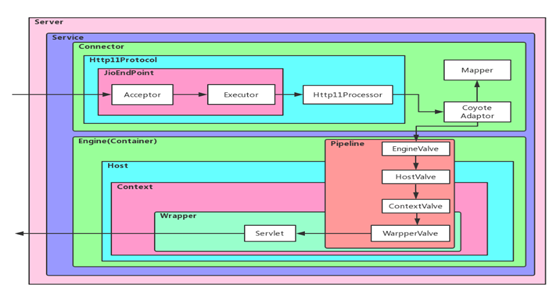 Server
Service
Connector
Http11Protocol
JioEndPoint
Acceptor
Executor
Http11Processor
Mapper
Coyote
Adaptor
Engine(Container)
Pipeline
EngineValve
Host
HostValve
Context
ContextValve
Wrapper
Servlet
WarpperValve